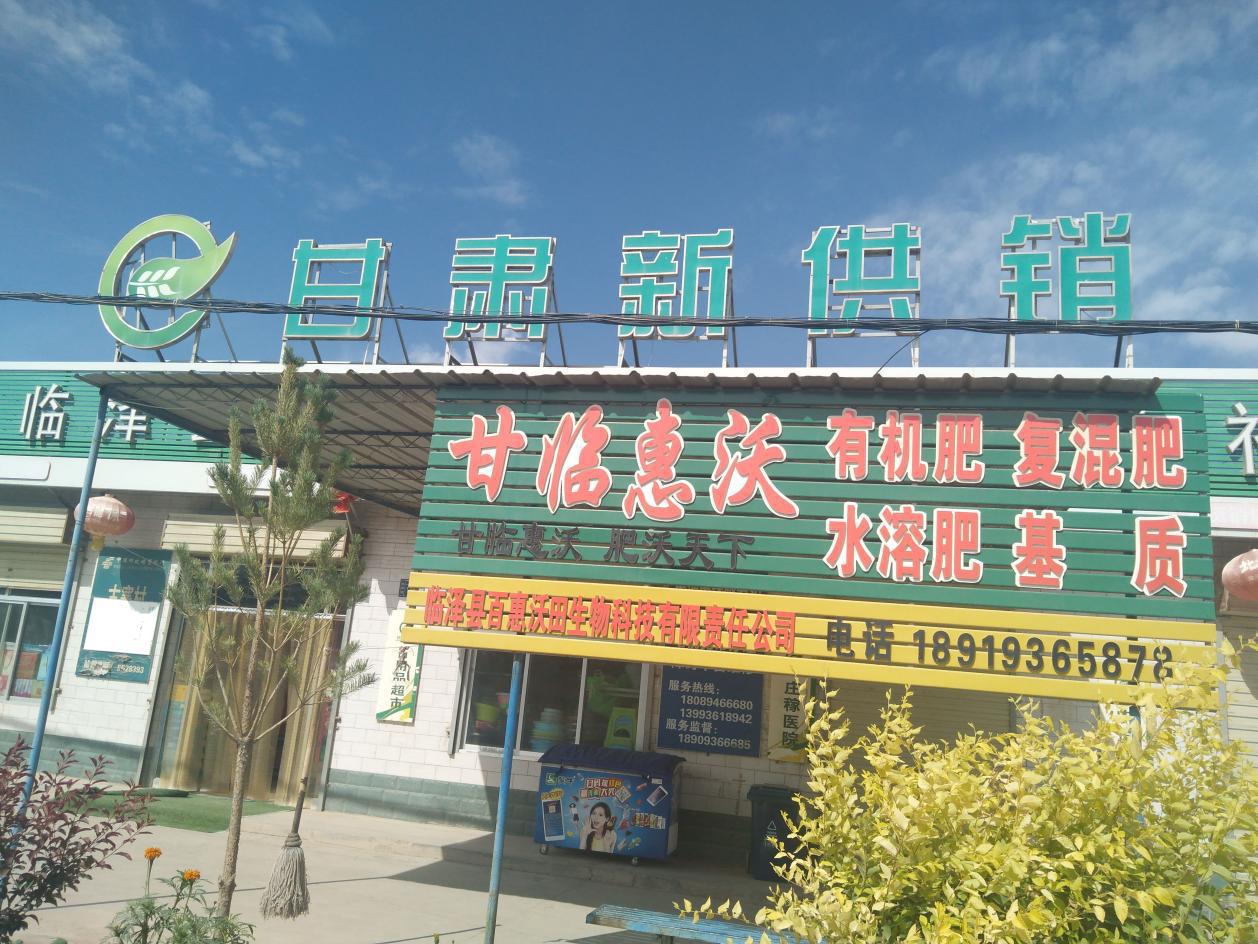 甘肃新供销
临泽
社
甘临惠沃
有机肥 复混肥
水溶肥 基 质
甘临惠沃 肥沃天下
临泽县百惠沃田生物科技有限责任公司 电话 18919365878
超市
服务热线:
18089466680
13993618942
服务监督:
18909366685
庄稼医院